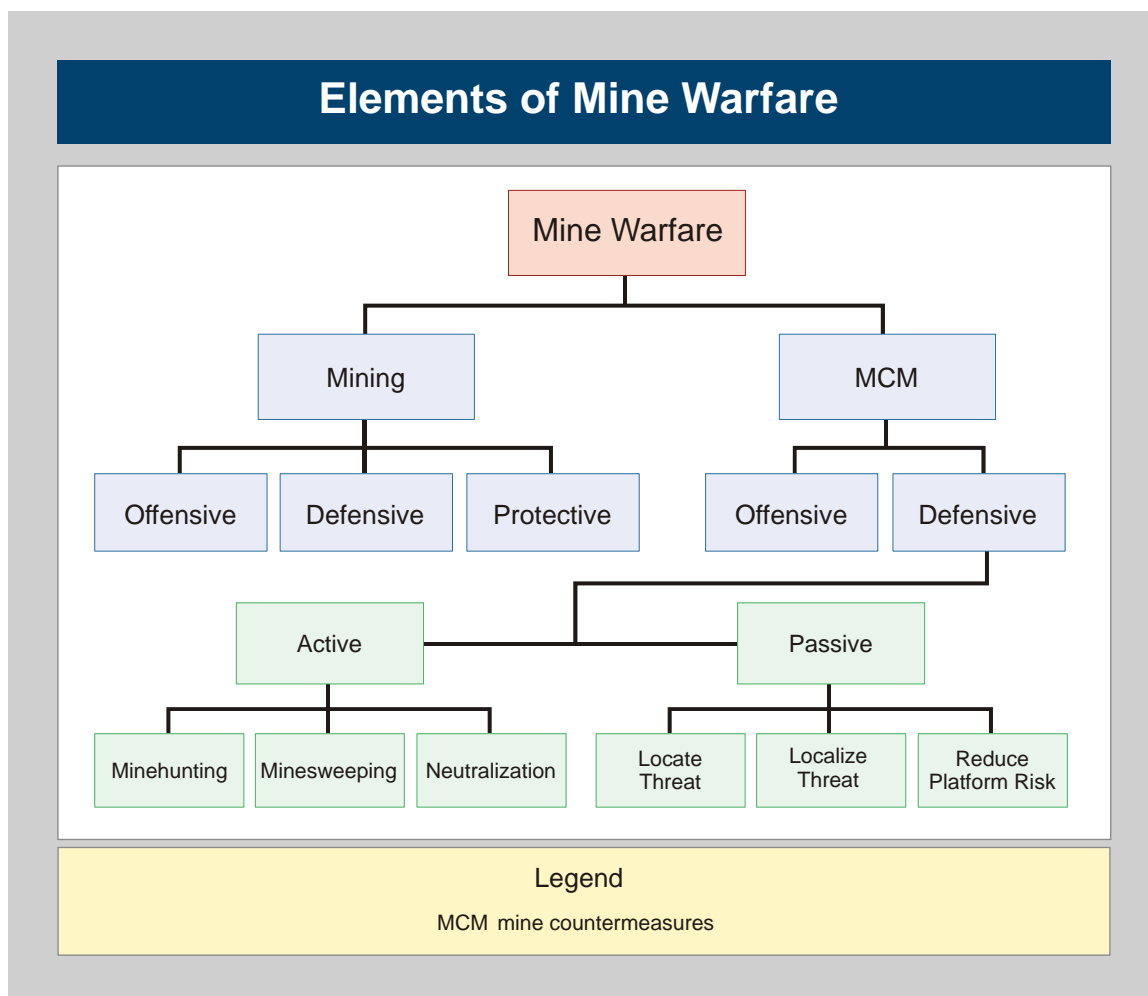 Elements of Mine Warfare
Mine Warfare
Mining
MCM
Offensive
Defensive
Protective
Offensive
Defensive
Active
Passive
Minehunting
Minesweeping
Neutralization
Locate
Threat
Localize
Threat
Reduce
Platform Risk
Legend
MCM mine countermeasures